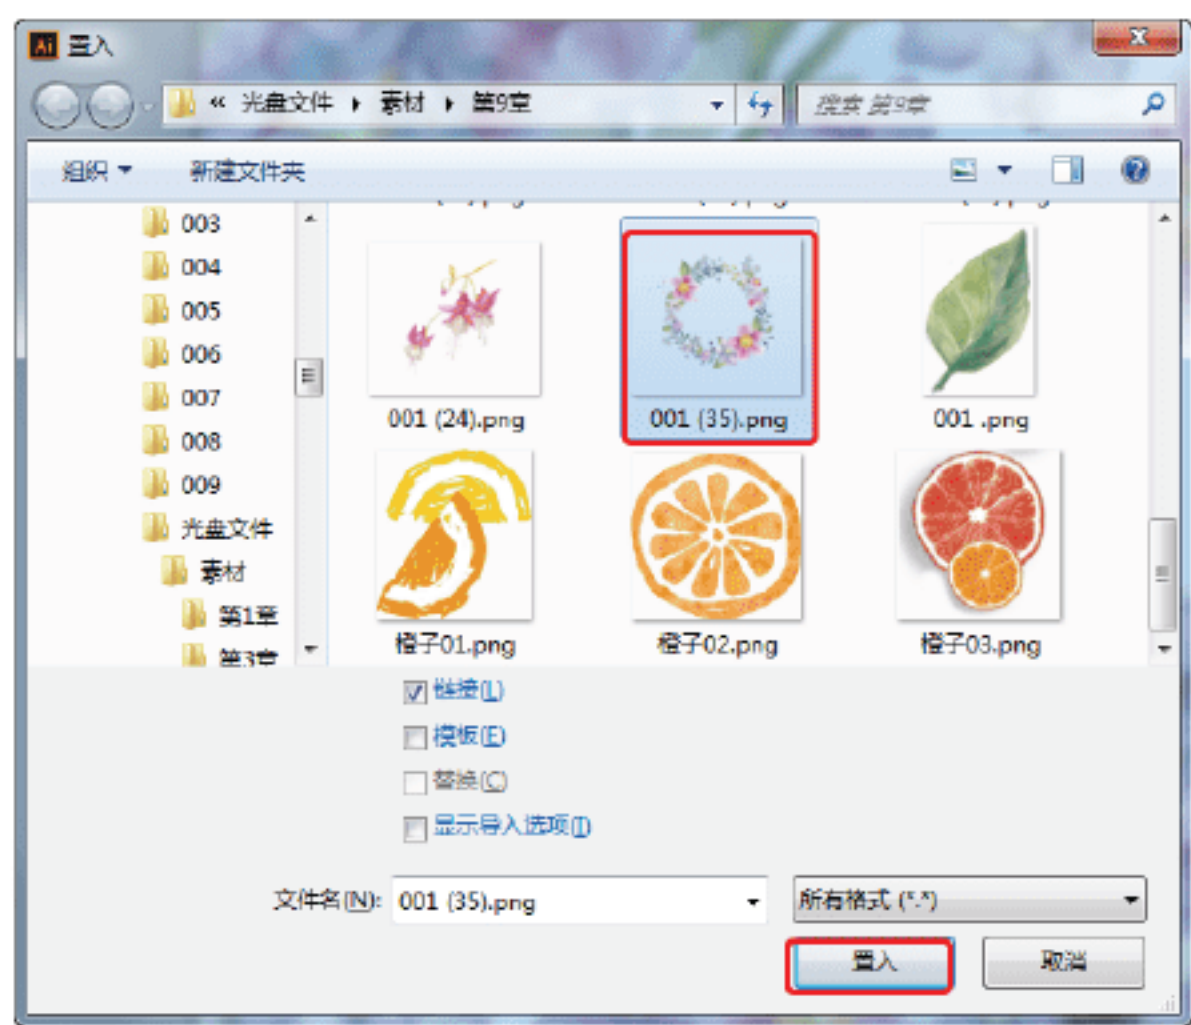 Ai 置入
« 光盘文件 ▸ 素材 ▸ 第9章
搜索 第9章
组织 新建文件夹
003
004
005
006
007
008
009
光盘文件
素材
第1章
第3章
001 (24).png
001 (35).png
001 .png
橙子01.png
橙子02.png
橙子03.png
链接(L)
模板(E)
替换(C)
显示导入选项(I)
文件名(N): 001 (35).png
所有格式 (*.*)
置入
取消